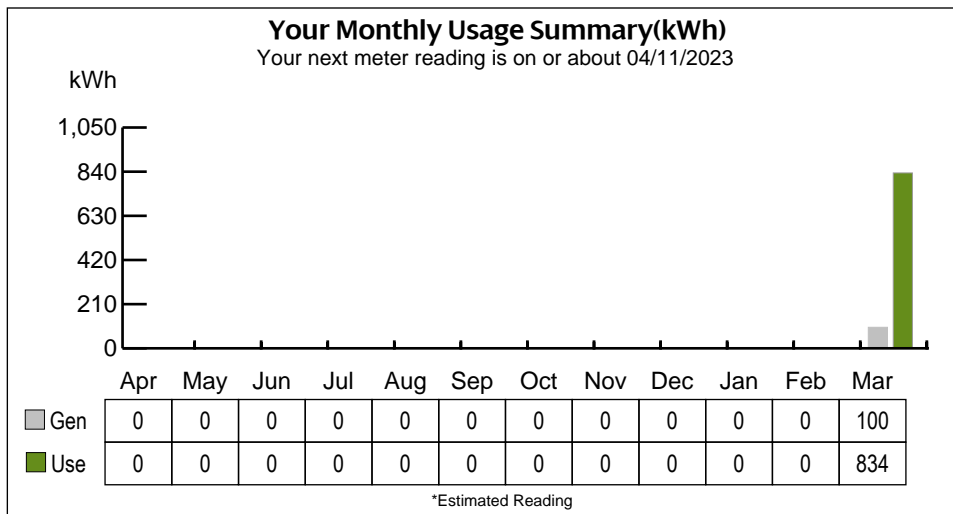 Your Monthly Usage Summary(kWh)
Your next meter reading is on or about 04/11/2023
kWh
1,050
840
630
420
210
0
Apr May Jun Jul Aug Sep Oct Nov Dec Jan Feb Mar
Gen 0 0 0 0 0 0 0 0 0 0 0 100
Use 0 0 0 0 0 0 0 0 0 0 0 834
*Estimated Reading